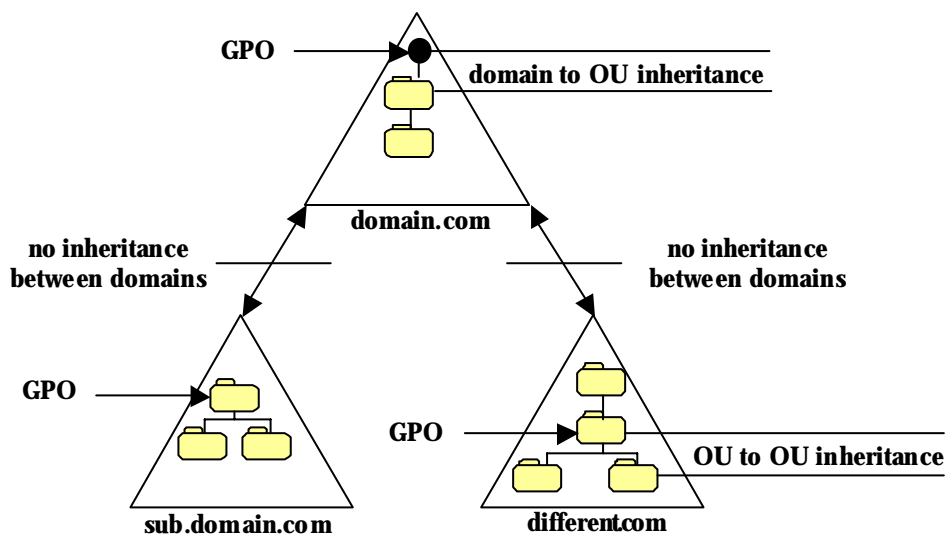 GPO
domain to OU inheritance
domain.com
no inheritance
between domains
no inheritance
between domains
GPO
GPO
OU to OU inheritance
sub.domain.com
different.com